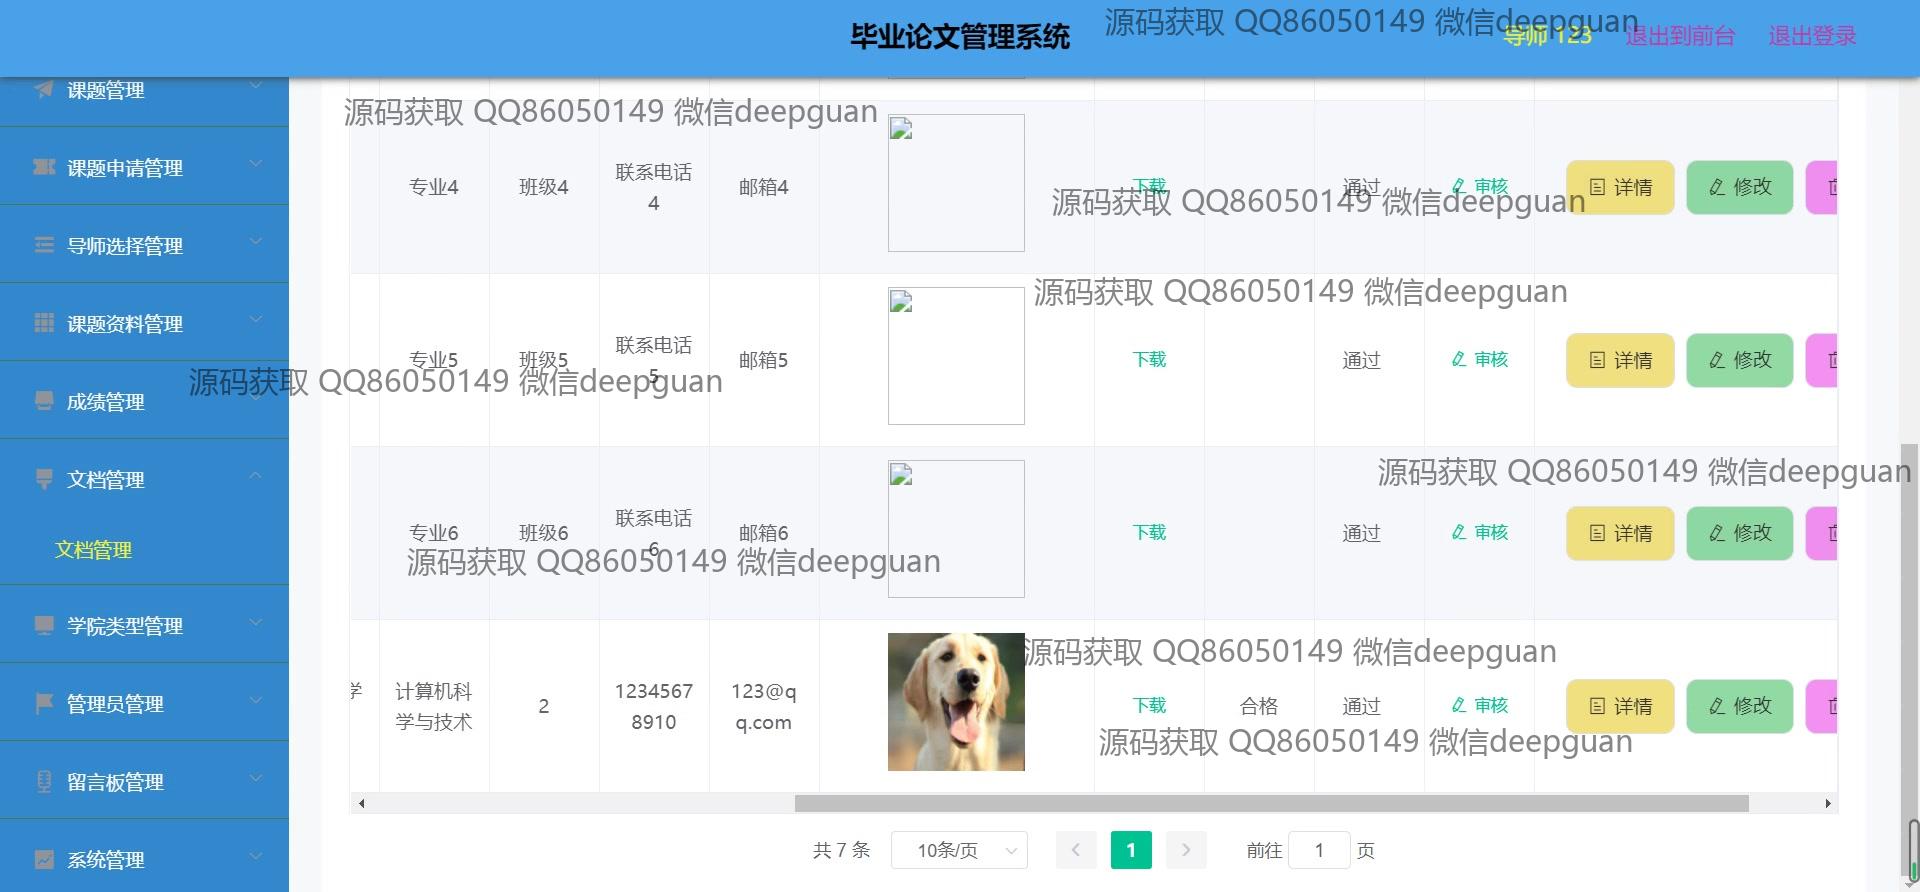 毕业论文管理系统
源码获取 QQ86050149 微信deepguan
导师 123
退出到前台
退出登录
课题管理
课题申请管理
导师选择管理
课题资料管理
成绩管理
文档管理
文档管理
学院类型管理
管理员管理
留言板管理
系统管理
源码获取 QQ86050149 微信deepguan
专业4
班级4
联系电话
4
邮箱4
下载
通过
审核
详情
修改
源码获取 QQ86050149 微信deepguan
源码获取 QQ86050149 微信deepguan
专业5
班级5
联系电话
5
邮箱5
下载
通过
审核
详情
修改
源码获取 QQ86050149 微信deepguan
源码获取 QQ86050149 微信deepguan
专业6
班级6
联系电话
6
邮箱6
下载
通过
审核
详情
修改
源码获取 QQ86050149 微信deepguan
源码获取 QQ86050149 微信deepguan
学
计算机科
学与技术
2
1234567
8910
123@q
q.com
下载
合格
通过
审核
详情
修改
源码获取 QQ86050149 微信deepguan
共 7 条
10条/页
1
前往 1 页